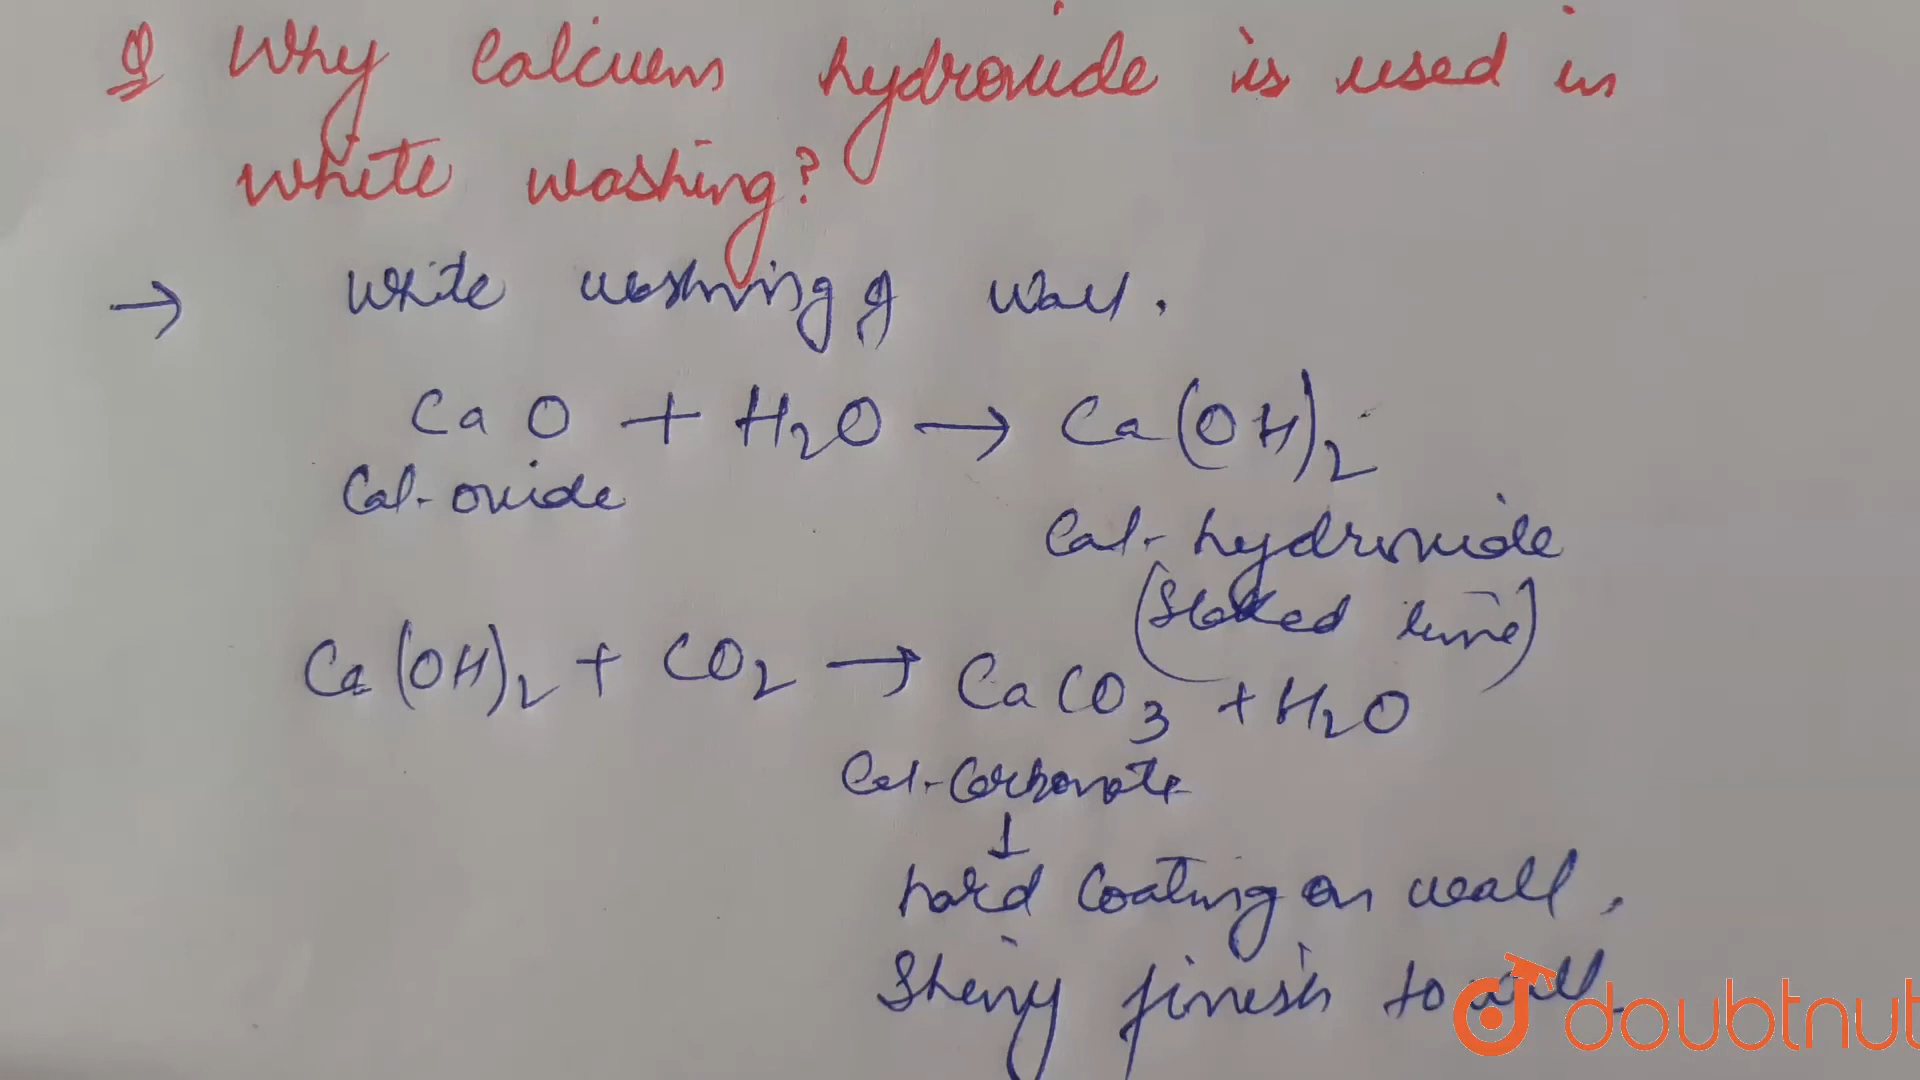 Q Why Calcium hydroxide is used in
white washing?
→ White washing of wall.
CaO + H₂O → Ca(OH)₂
Cal-oxide
Cal-hydroxide
(Slaked lime)
Ca(OH)₂ + CO₂ → CaCO₃ + H₂O
Cal-Carbonate
↓
hard Coating on wall.
Shiny finish to wall.
doubtnut